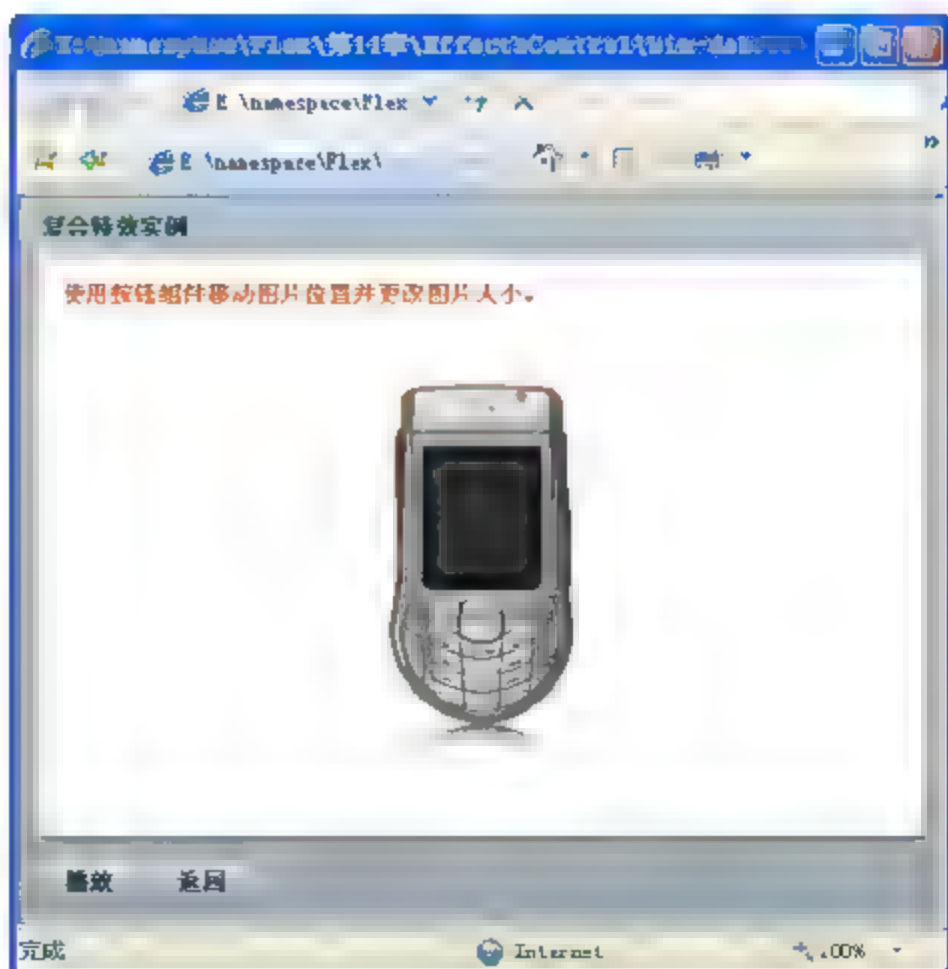 E:\namespace\Flex\第14章\EffectsControl\bin-de
E \namespace\Flex
E \namespace\Flex\
复合特效实例
使用按钮组件移动图片位置并更改图片大小。
播放 返回
完成 Internet 100%